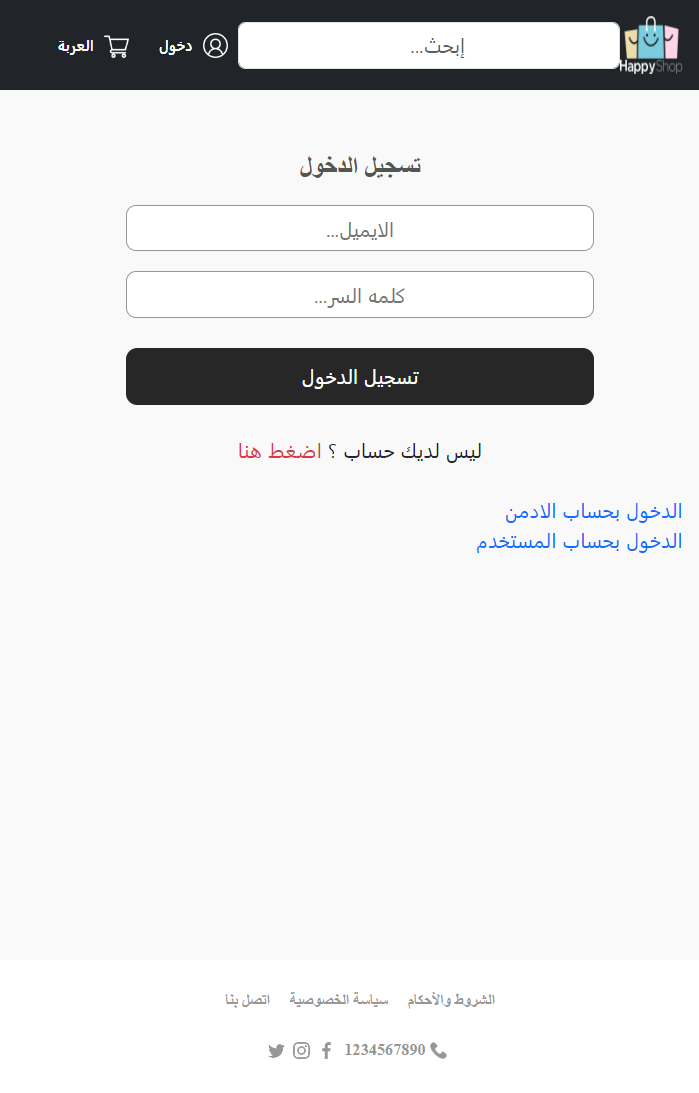 HappyShop
إبحث...
دخول
العربة
تسجيل الدخول
الايميل...
كلمه السر...
تسجيل الدخول
ليس لديك حساب ؟ اضغط هنا
الدخول بحساب الادمن
الدخول بحساب المستخدم
الشروط والأحكام سياسة الخصوصية اتصل بنا
1234567890